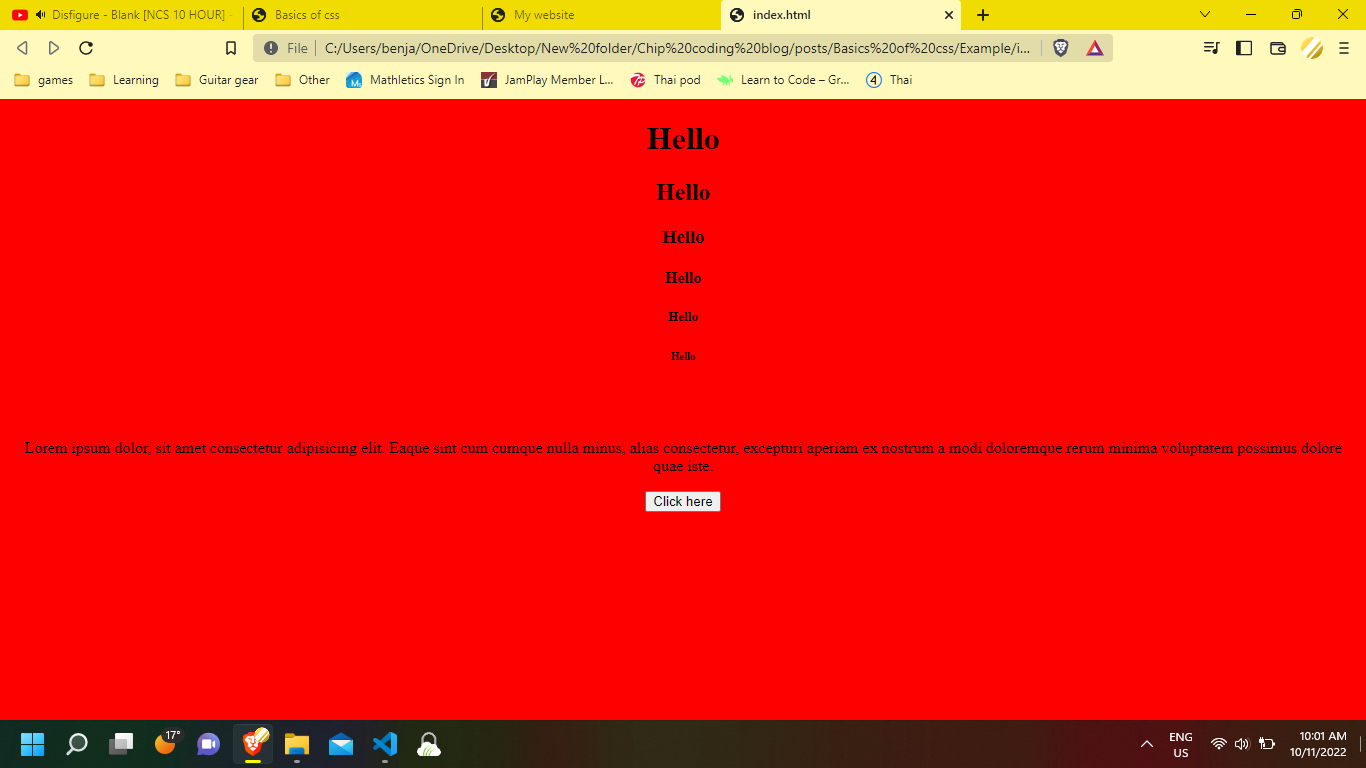 Disfigure - Blank [NCS 10 HOUR] -
Basics of css
My website
index.html
File
C:/Users/benja/OneDrive/Desktop/New%20folder/Chip%20coding%20blog/posts/Basics%20of%20css/Example/i...
games
Learning
Guitar gear
Other
Mathletics Sign In
JamPlay Member L...
Thai pod
Learn to Code – Gr...
4
Thai
Hello
Hello
Hello
Hello
Hello
Hello
Lorem ipsum dolor, sit amet consectetur adipisicing elit. Eaque sint cum cumque nulla minus, alias consectetur, excepturi aperiam ex nostrum a modi doloremque rerum minima voluptatem possimus dolore
quae iste.
Click here
17°
ENG
US
10:01 AM
10/11/2022